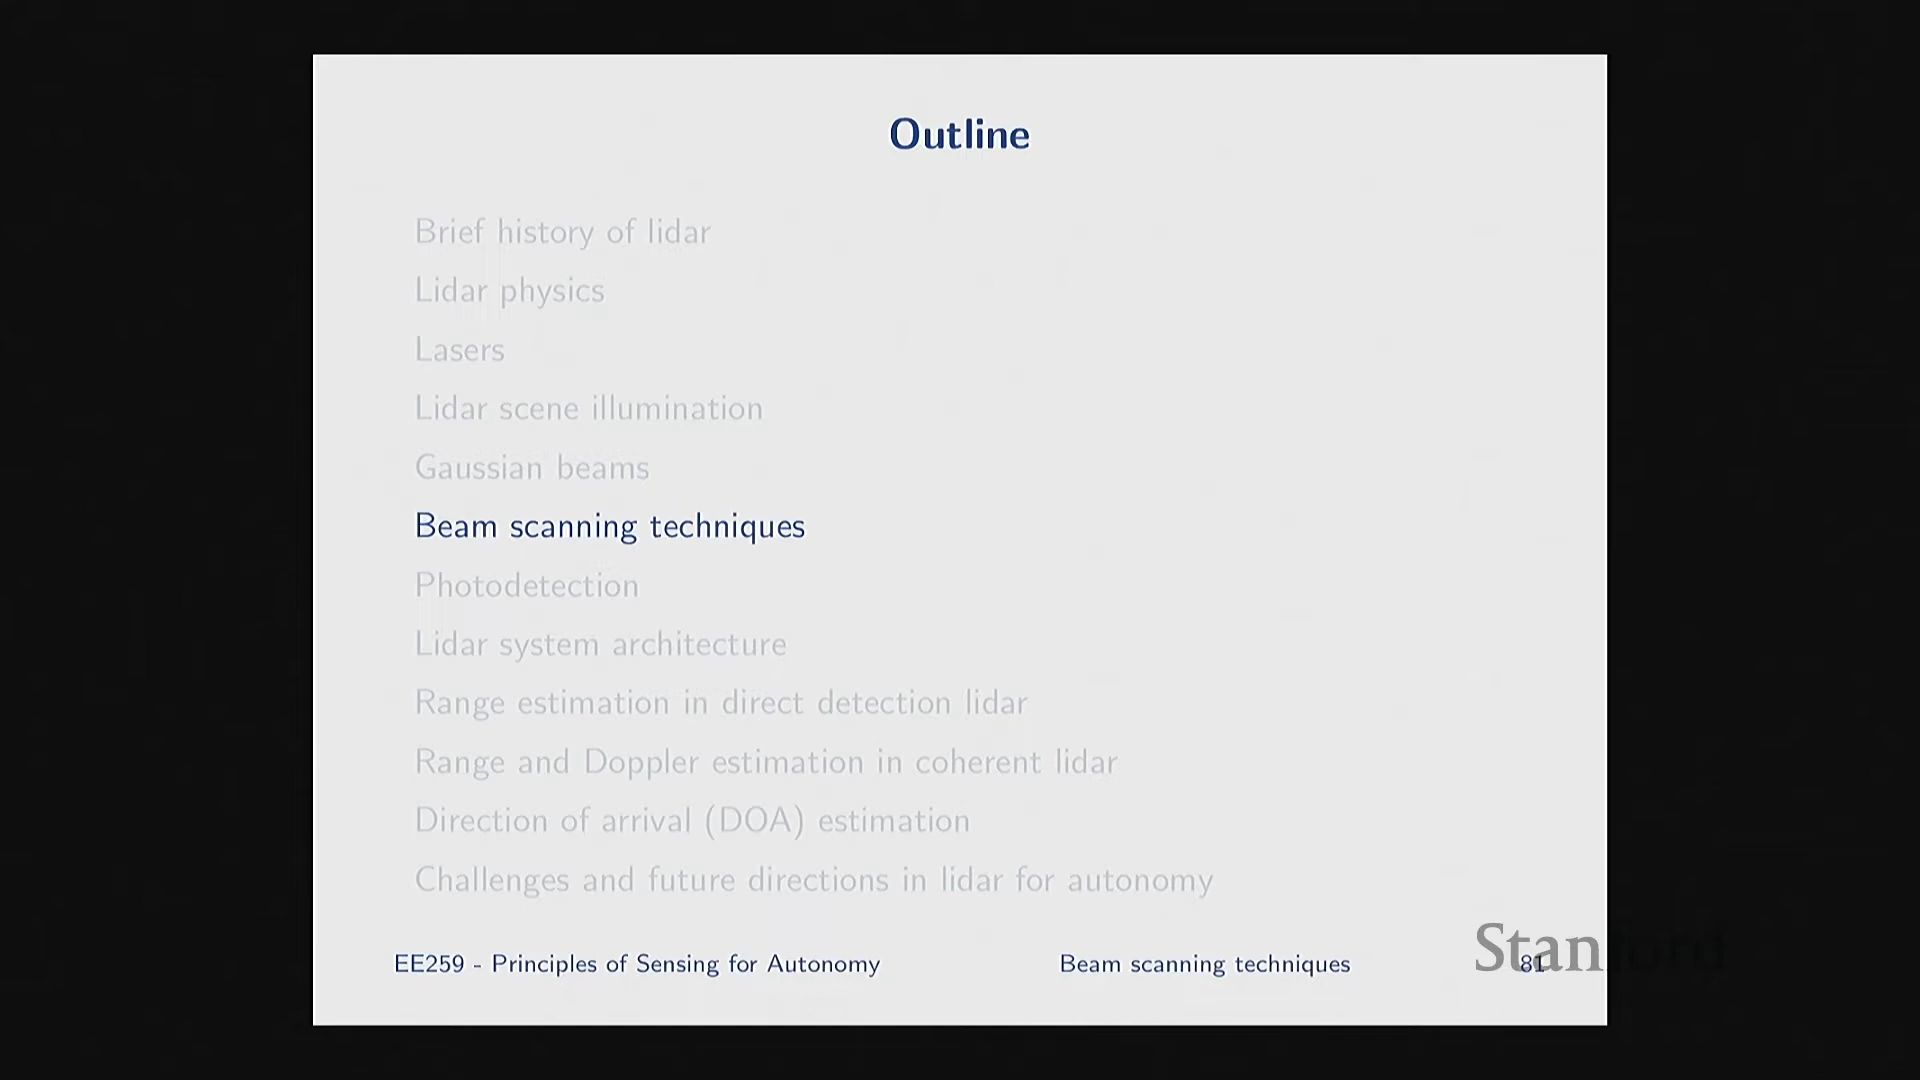 Outline
Brief history of lidar
Lidar physics
Lasers
Lidar scene illumination
Gaussian beams
Beam scanning techniques
Photodetection
Lidar system architecture
Range estimation in direct detection lidar
Range and Doppler estimation in coherent lidar
Direction of arrival (DOA) estimation
Challenges and future directions in lidar for autonomy
Stanford
EE259 - Principles of Sensing for Autonomy Beam scanning techniques 81